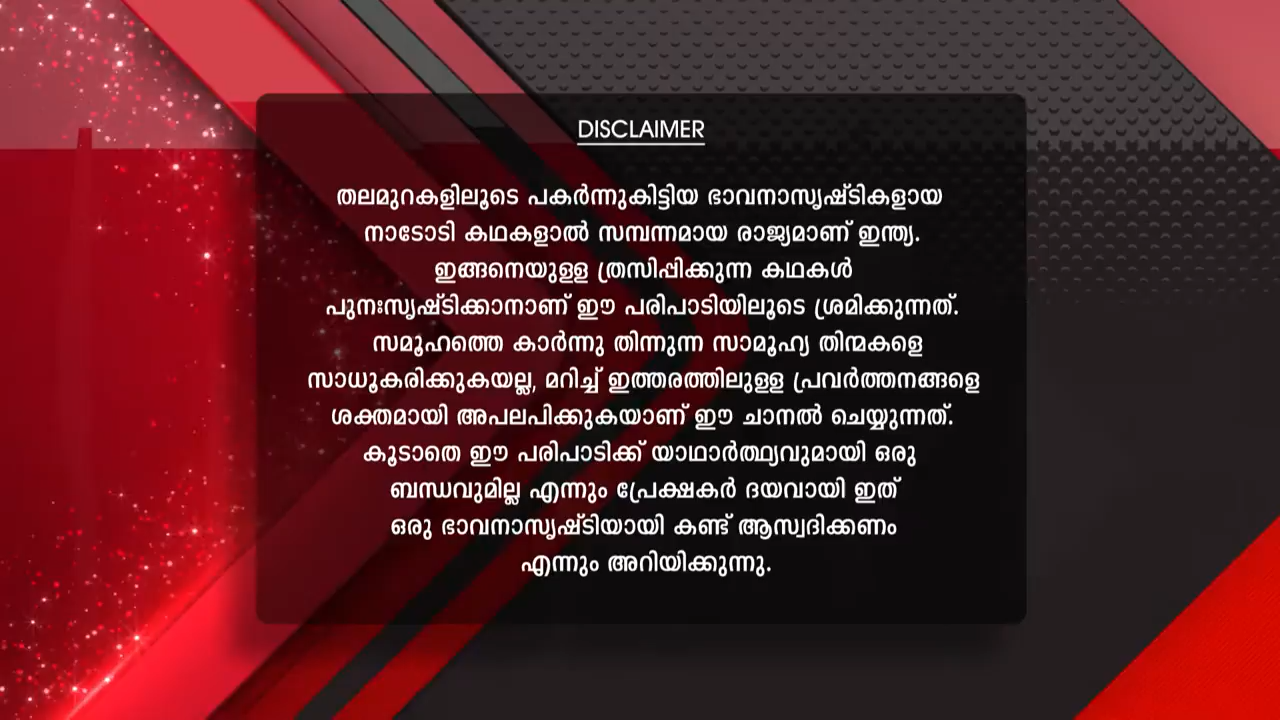 DISCLAIMER
തലമുറകളിലൂടെ പകർന്നുകിട്ടിയ ഭാവനാസൃഷ്ടികളായ
നാടോടി കഥകളാൽ സമ്പന്നമായ രാജ്യമാണ് ഇന്ത്യ.
ഇങ്ങനെയുളള ത്രസിപ്പിക്കുന്ന കഥകൾ
പുനഃസൃഷ്ടിക്കാനാണ് ഈ പരിപാടിയിലൂടെ ശ്രമിക്കുന്നത്.
സമൂഹത്തെ കാർന്നു തിന്നുന്ന സാമൂഹ്യ തിന്മകളെ
സാധൂകരിക്കുകയല്ല, മറിച്ച് ഇത്തരത്തിലുളള പ്രവർത്തനങ്ങളെ
ശക്തമായി അപലപിക്കുകയാണ് ഈ ചാനൽ ചെയ്യുന്നത്.
കൂടാതെ ഈ പരിപാടിക്ക് യാഥാർത്ഥ്യവുമായി ഒരു
ബന്ധവുമില്ല എന്നും പ്രേക്ഷകർ ദയവായി ഇത്
ഒരു ഭാവനാസൃഷ്ടിയായി കണ്ട് ആസ്വദിക്കണം
എന്നും അറിയിക്കുന്നു.